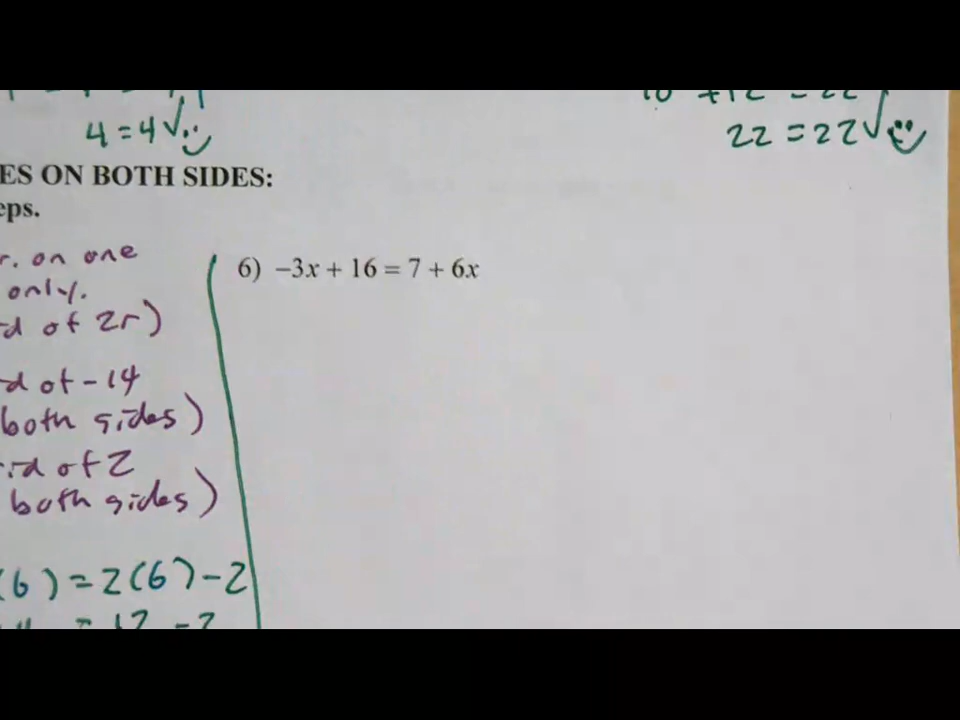 4 = 4 √
22 = 22 √
ES ON BOTH SIDES:
eps.
r. on one
only.
d of 2r)
d of -14
both sides)
id of 2
both sides)
(6) = 2(6) - 2
6) −3x + 16 = 7 + 6x